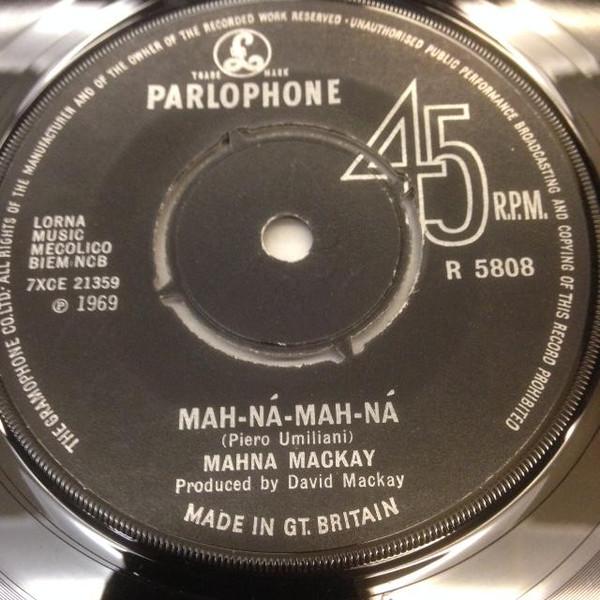 THE GRAMOPHONE CO.LTD. ALL RIGHTS OF THE MANUFACTURER AND OF THE OWNER OF THE RECORDED WORK RESERVED · UNAUTHORISED PUBLIC PERFORMANCE BROADCASTING AND COPYING OF THIS RECORD PROHIBITED
£
TRADE MARK
PARLOPHONE
45 R.P.M.
LORNA
MUSIC
MECOLICO
BIEM·NCB
7XCE 21359
℗ 1969
R 5808
MAH-NÁ-MAH-NÁ
(Piero Umiliani)
MAHNA MACKAY
Produced by David Mackay
MADE IN GT. BRITAIN